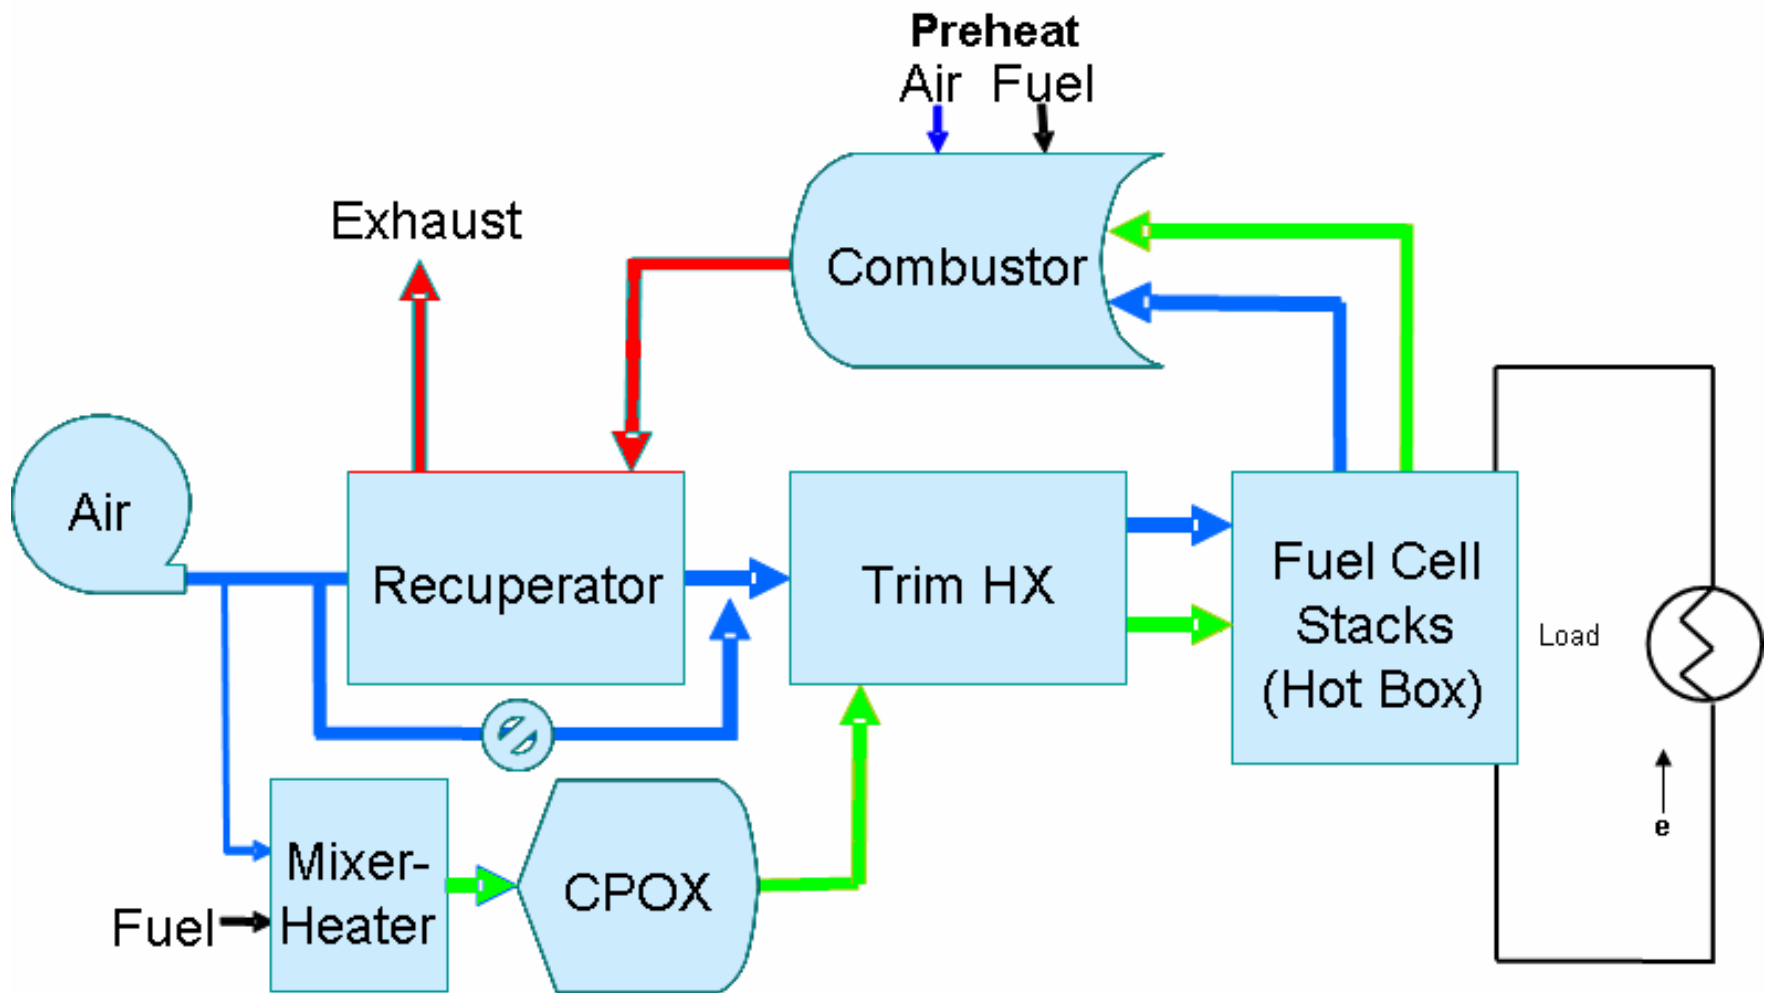 Preheat
Air Fuel
Exhaust
Combustor
Air
Recuperator
Trim HX
Fuel Cell
Stacks
(Hot Box)
Load
e
Mixer-
Heater
CPOX
Fuel